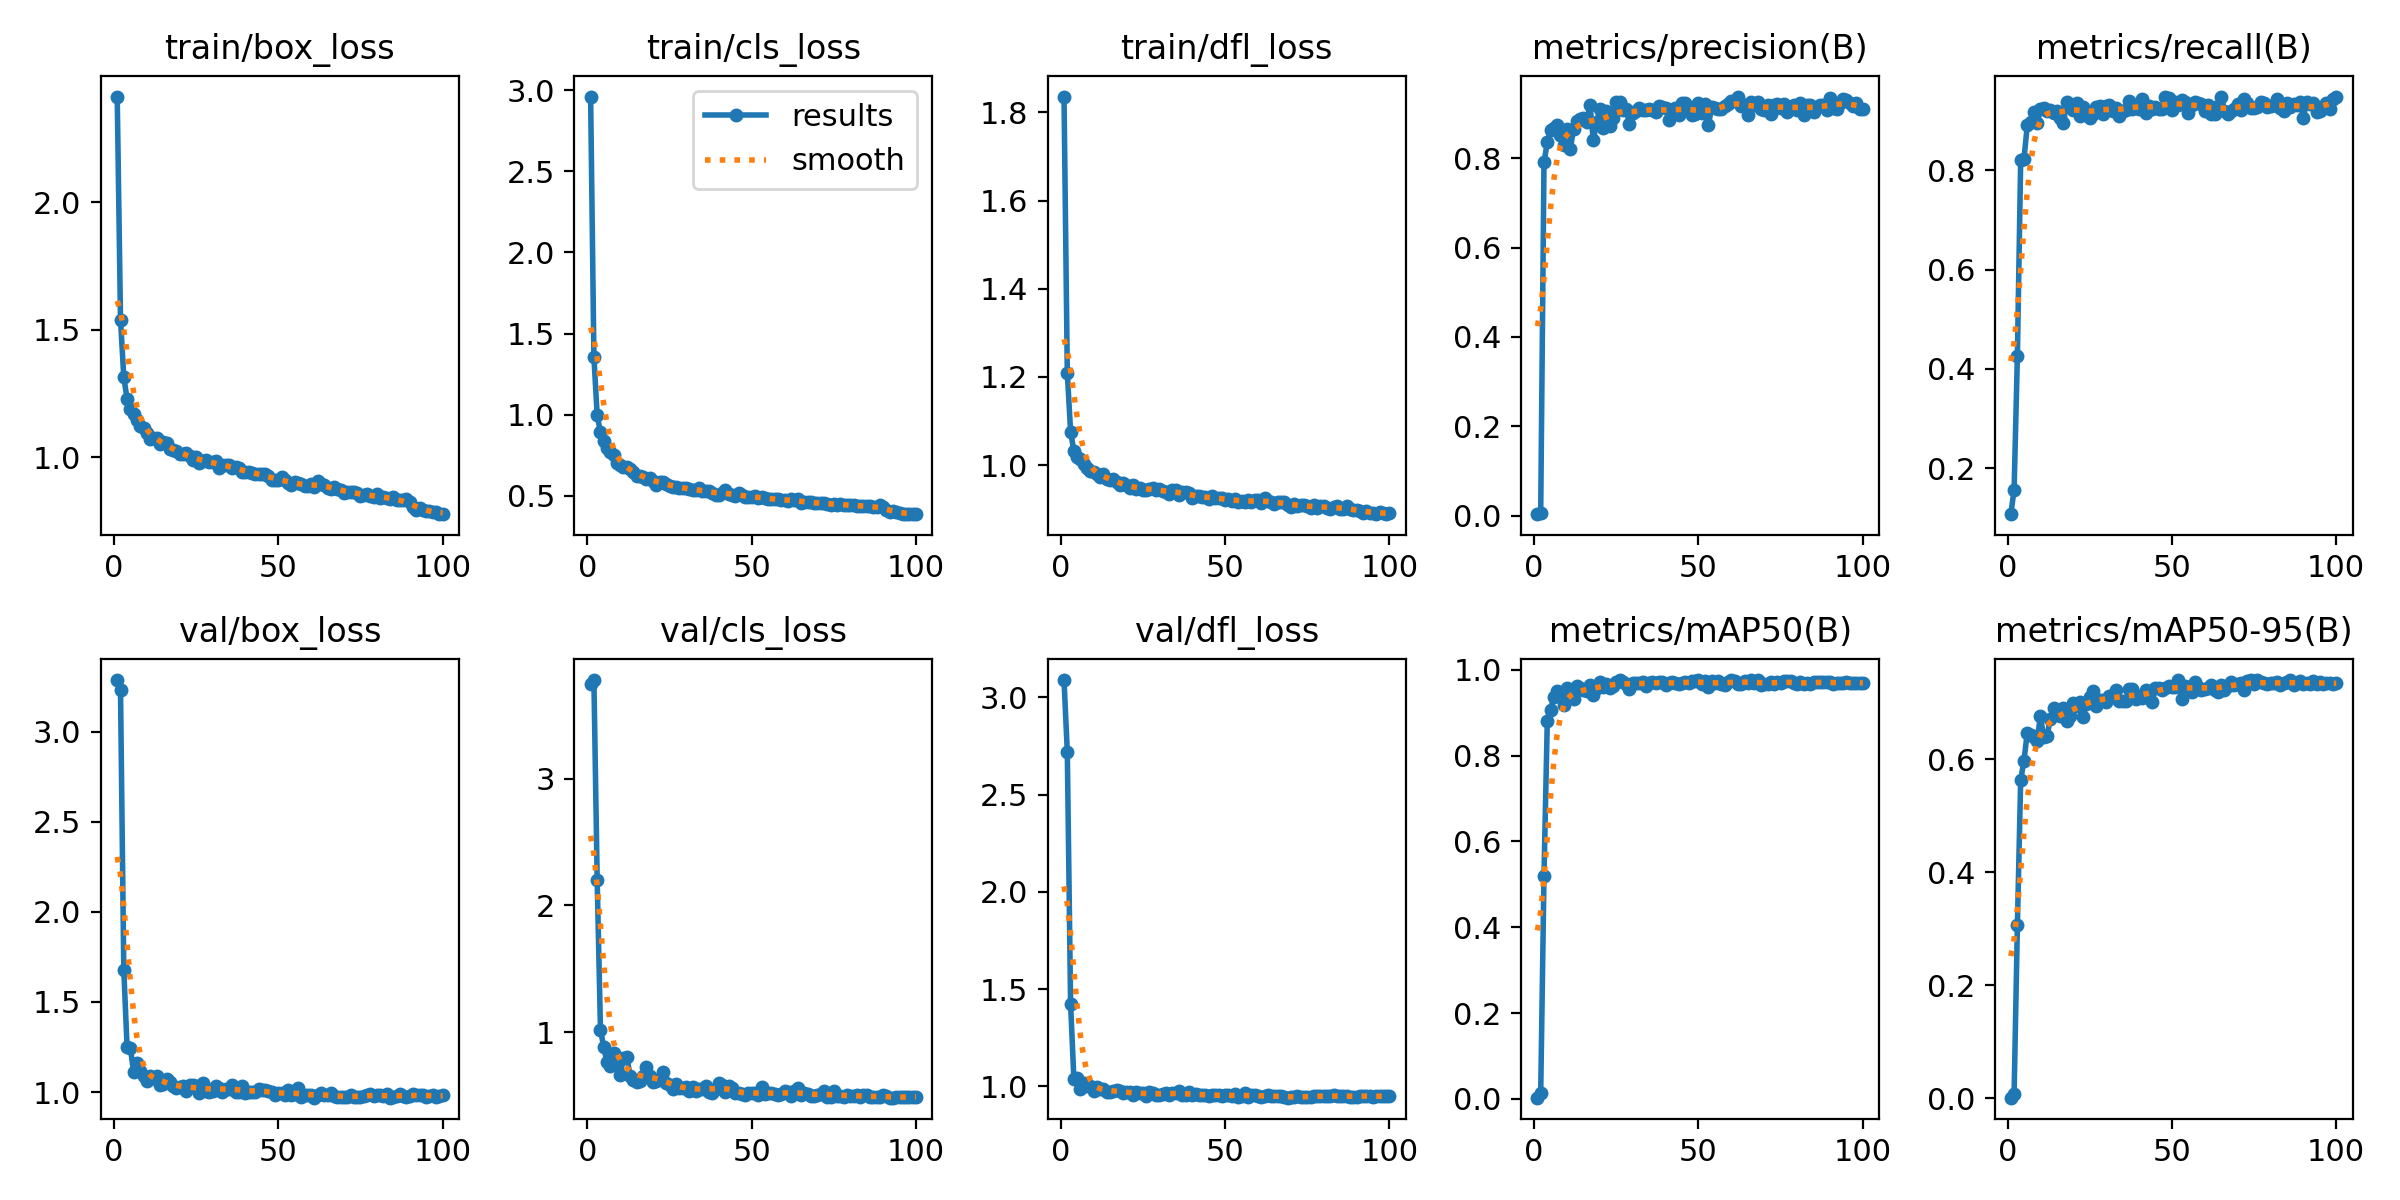 train/box_loss
2.0
1.5
1.0
0 50 100
train/cls_loss
results
smooth
3.0
2.5
2.0
1.5
1.0
0.5
0 50 100
train/dfl_loss
1.8
1.6
1.4
1.2
1.0
0 50 100
metrics/precision(B)
0.8
0.6
0.4
0.2
0.0
0 50 100
metrics/recall(B)
0.8
0.6
0.4
0.2
0 50 100
val/box_loss
3.0
2.5
2.0
1.5
1.0
0 50 100
val/cls_loss
3
2
1
0 50 100
val/dfl_loss
3.0
2.5
2.0
1.5
1.0
0 50 100
metrics/mAP50(B)
1.0
0.8
0.6
0.4
0.2
0.0
0 50 100
metrics/mAP50-95(B)
0.6
0.4
0.2
0.0
0 50 100